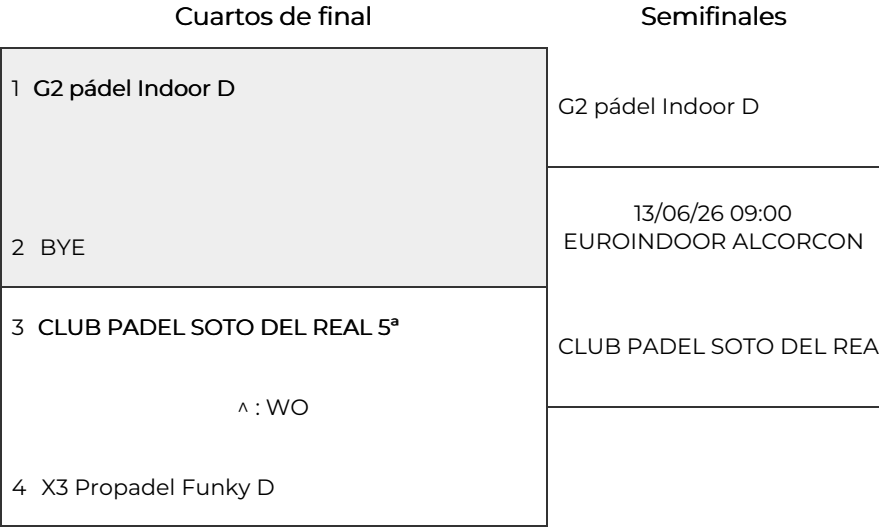 Cuartos de final
Semifinales
1 G2 pádel Indoor D
2 BYE
3 CLUB PADEL SOTO DEL REAL 5ª
^ : WO
4 X3 Propadel Funky D
G2 pádel Indoor D
13/06/26 09:00
EUROINDOOR ALCORCON
CLUB PADEL SOTO DEL REA